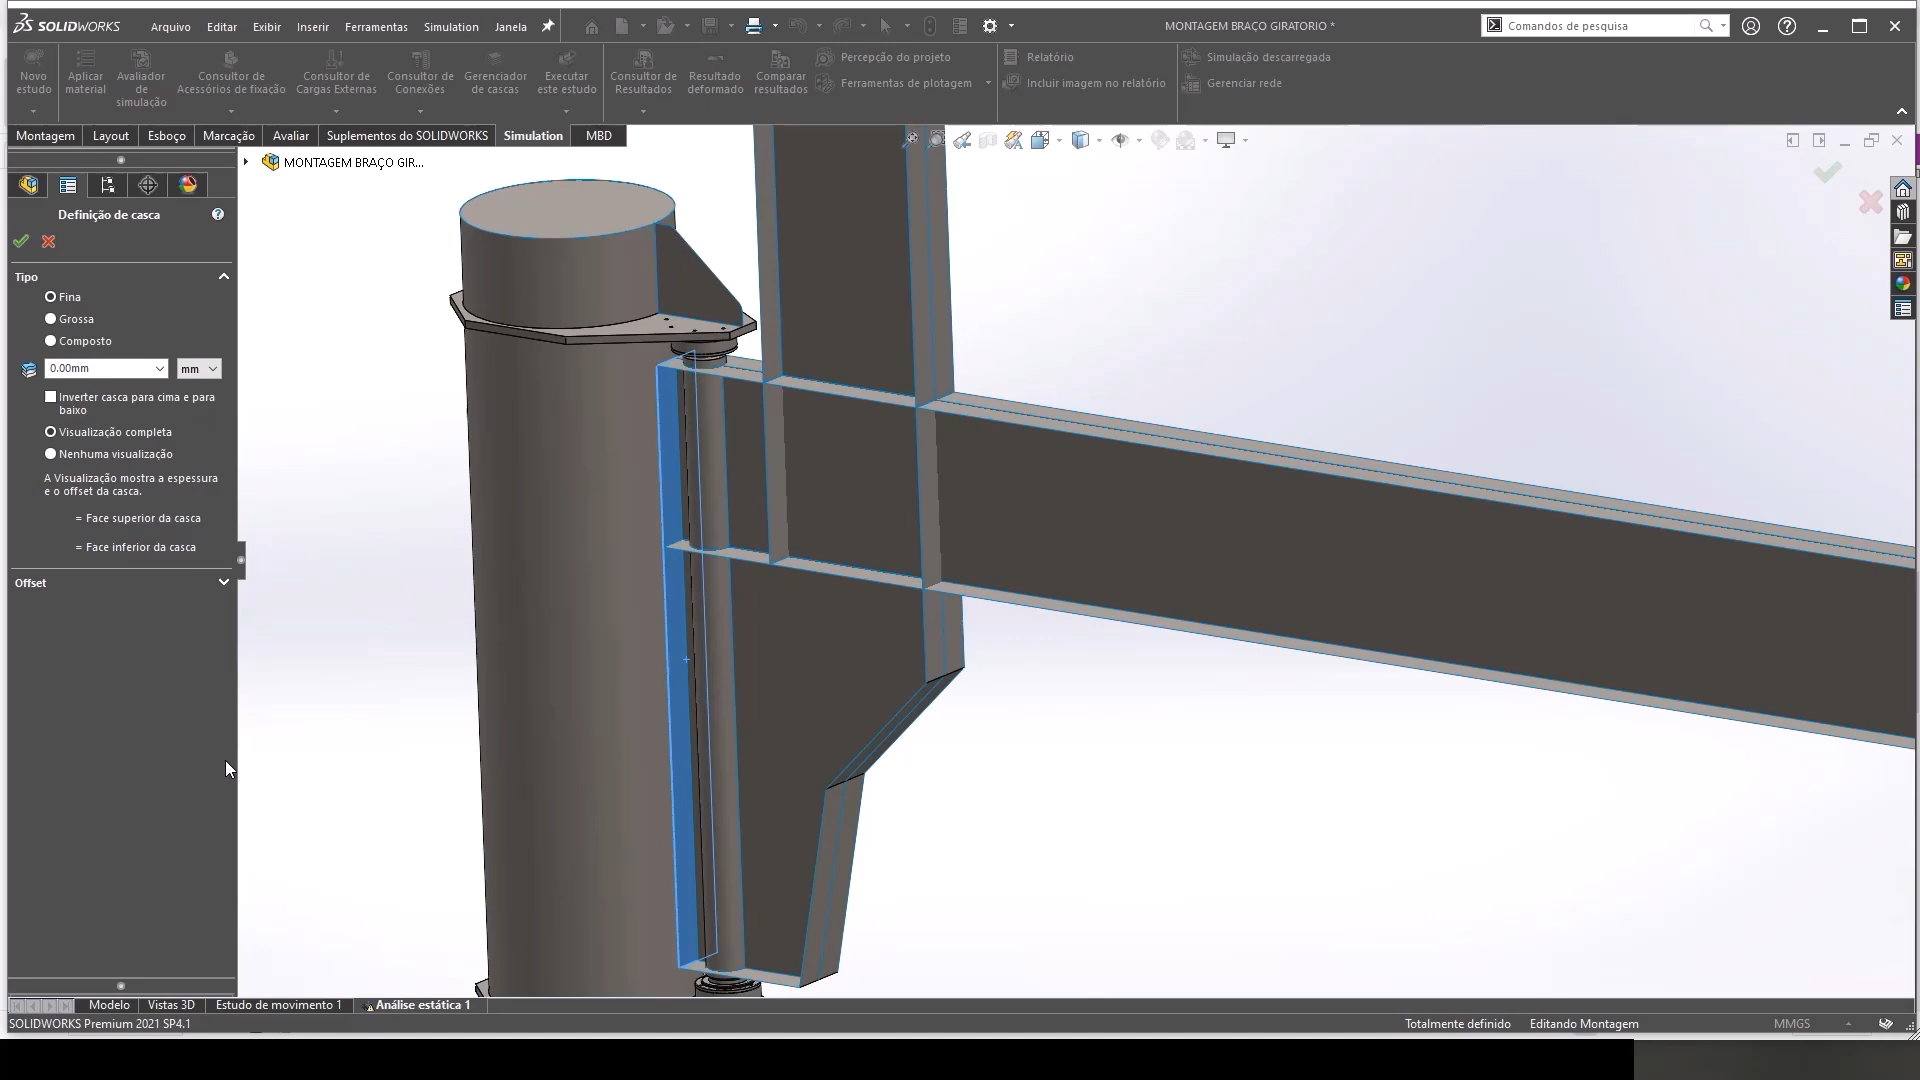 SOLIDWORKS Arquivo Editar Exibir Inserir Ferramentas Simulation Janela MONTAGEM BRAÇO GIRATORIO * Comandos de pesquisa
Novo estudo
Aplicar material
Avaliador de simulação
Consultor de Acessórios de fixação
Consultor de Cargas Externas
Consultor de Conexões
Gerenciador de cascas
Executar este estudo
Consultor de Resultados
Resultado deformado
Comparar resultados
Percepção do projeto
Ferramentas de plotagem
Relatório
Incluir imagem no relatório
Simulação descarregada
Gerenciar rede
Montagem Layout Esboço Marcação Avaliar Suplementos do SOLIDWORKS Simulation MBD
MONTAGEM BRAÇO GIR...
Definição de casca
Tipo
Fina
Grossa
Composto
0.00mm mm
Inverter casca para cima e para
baixo
Visualização completa
Nenhuma visualização
A Visualização mostra a espessura
e o offset da casca.
= Face superior da casca
= Face inferior da casca
Offset
Modelo Vistas 3D Estudo de movimento 1 Análise estática 1
SOLIDWORKS Premium 2021 SP4.1 Totalmente definido Editando Montagem MMGS